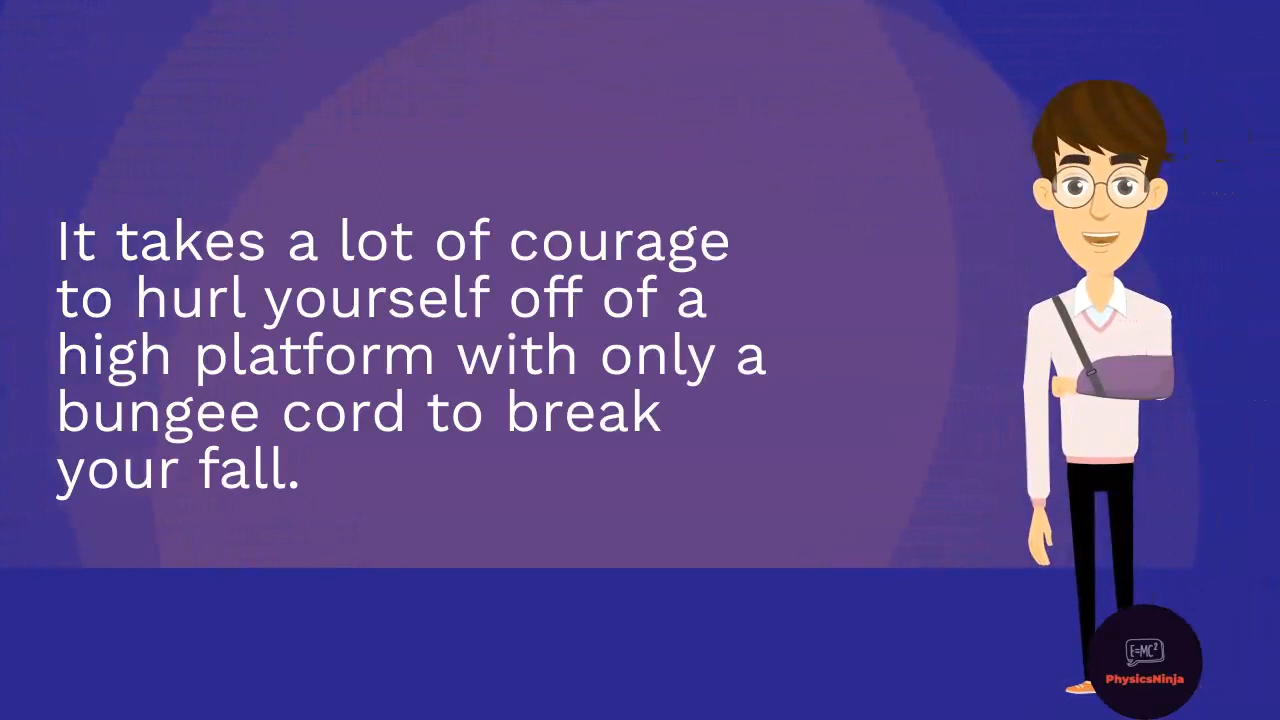 It takes a lot of courage
to hurl yourself off of a
high platform with only a
bungee cord to break
your fall.
E=MC²
PhysicsNinja